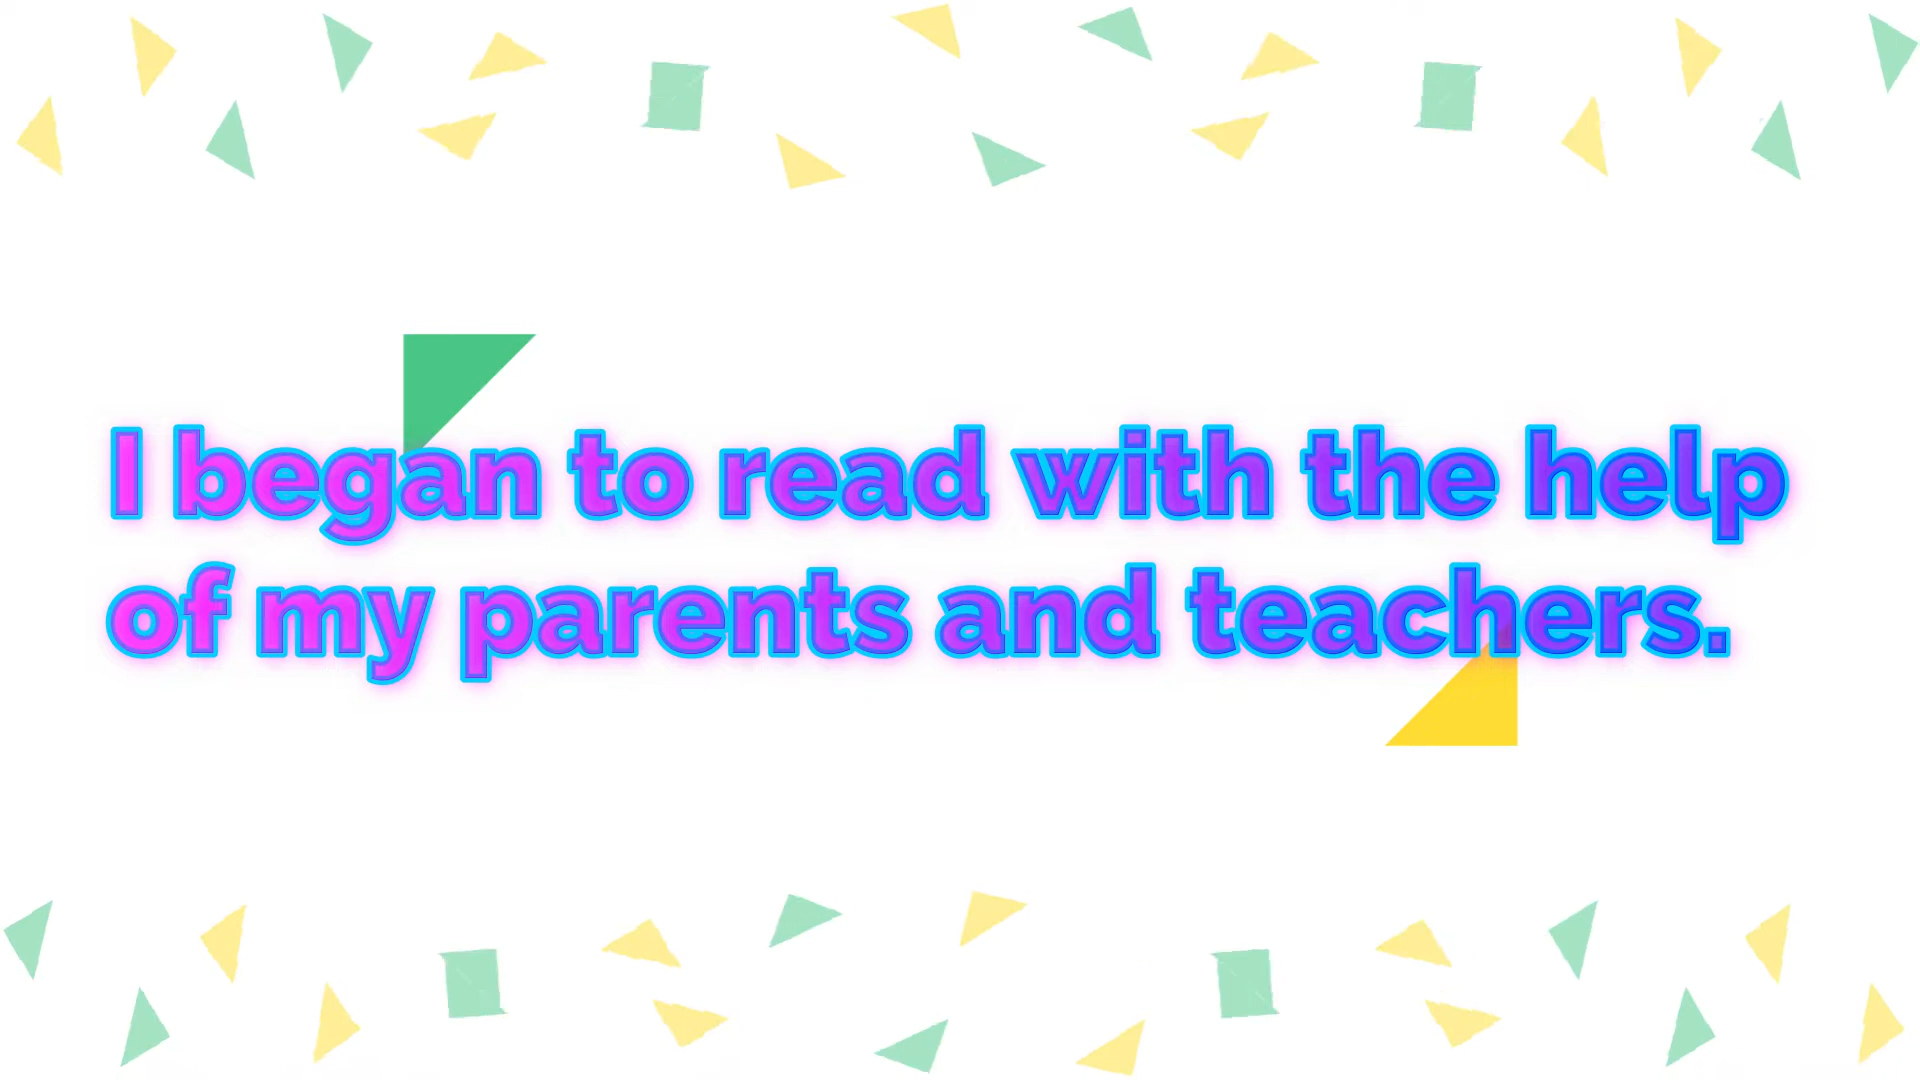 I began to read with the help
of my parents and teachers.